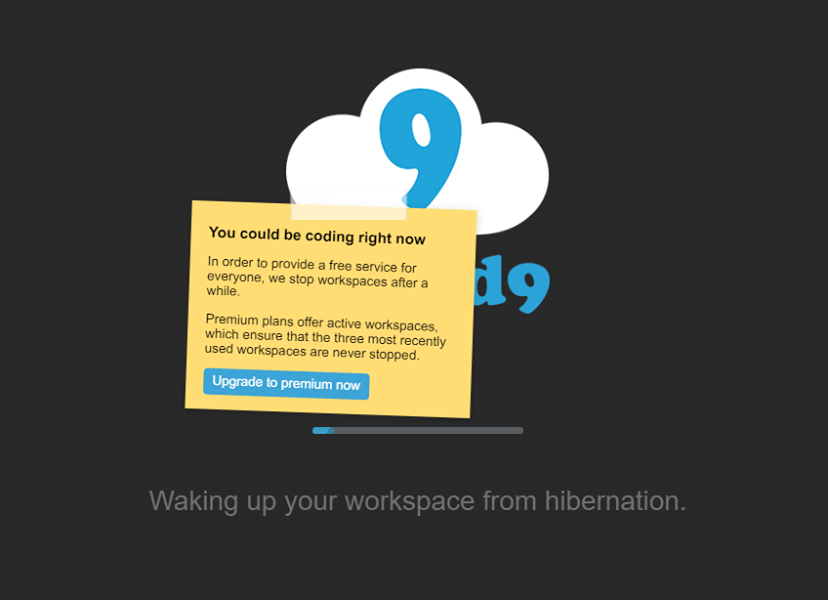 9
You could be coding right now
In order to provide a free service for
everyone, we stop workspaces after a
while.
Premium plans offer active workspaces,
which ensure that the three most recently
used workspaces are never stopped.
Upgrade to premium now
d9
Waking up your workspace from hibernation.